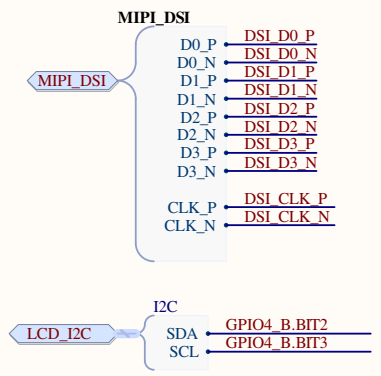 MIPI_DSI
D0_P DSI_D0_P
D0_N DSI_D0_N
D1_P DSI_D1_P
MIPI_DSI
D1_N DSI_D1_N
D2_P DSI_D2_P
D2_N DSI_D2_N
D3_P DSI_D3_P
D3_N DSI_D3_N
CLK_P DSI_CLK_P
CLK_N DSI_CLK_N
I2C
LCD_I2C
SDA GPIO4_B.BIT2
SCL GPIO4_B.BIT3